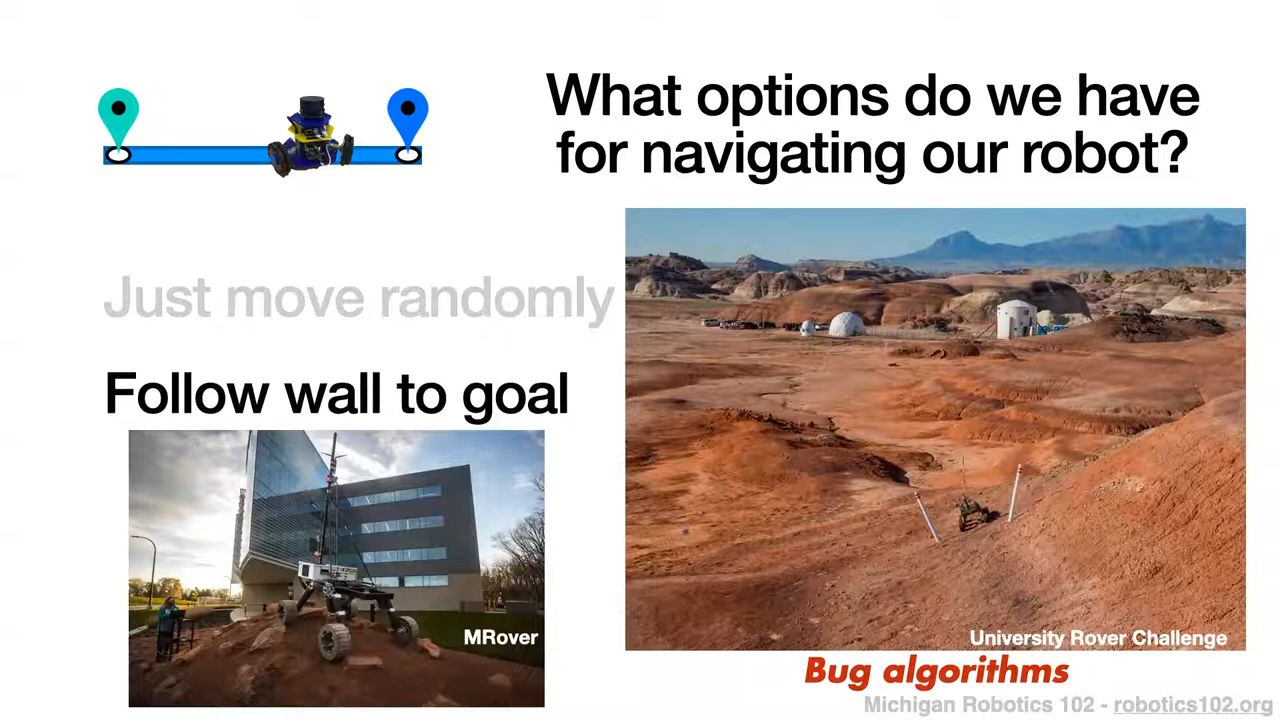 What options do we have
for navigating our robot?
Just move randomly
Follow wall to goal
MRover
University Rover Challenge
Bug algorithms
Michigan Robotics 102 - robotics102.org